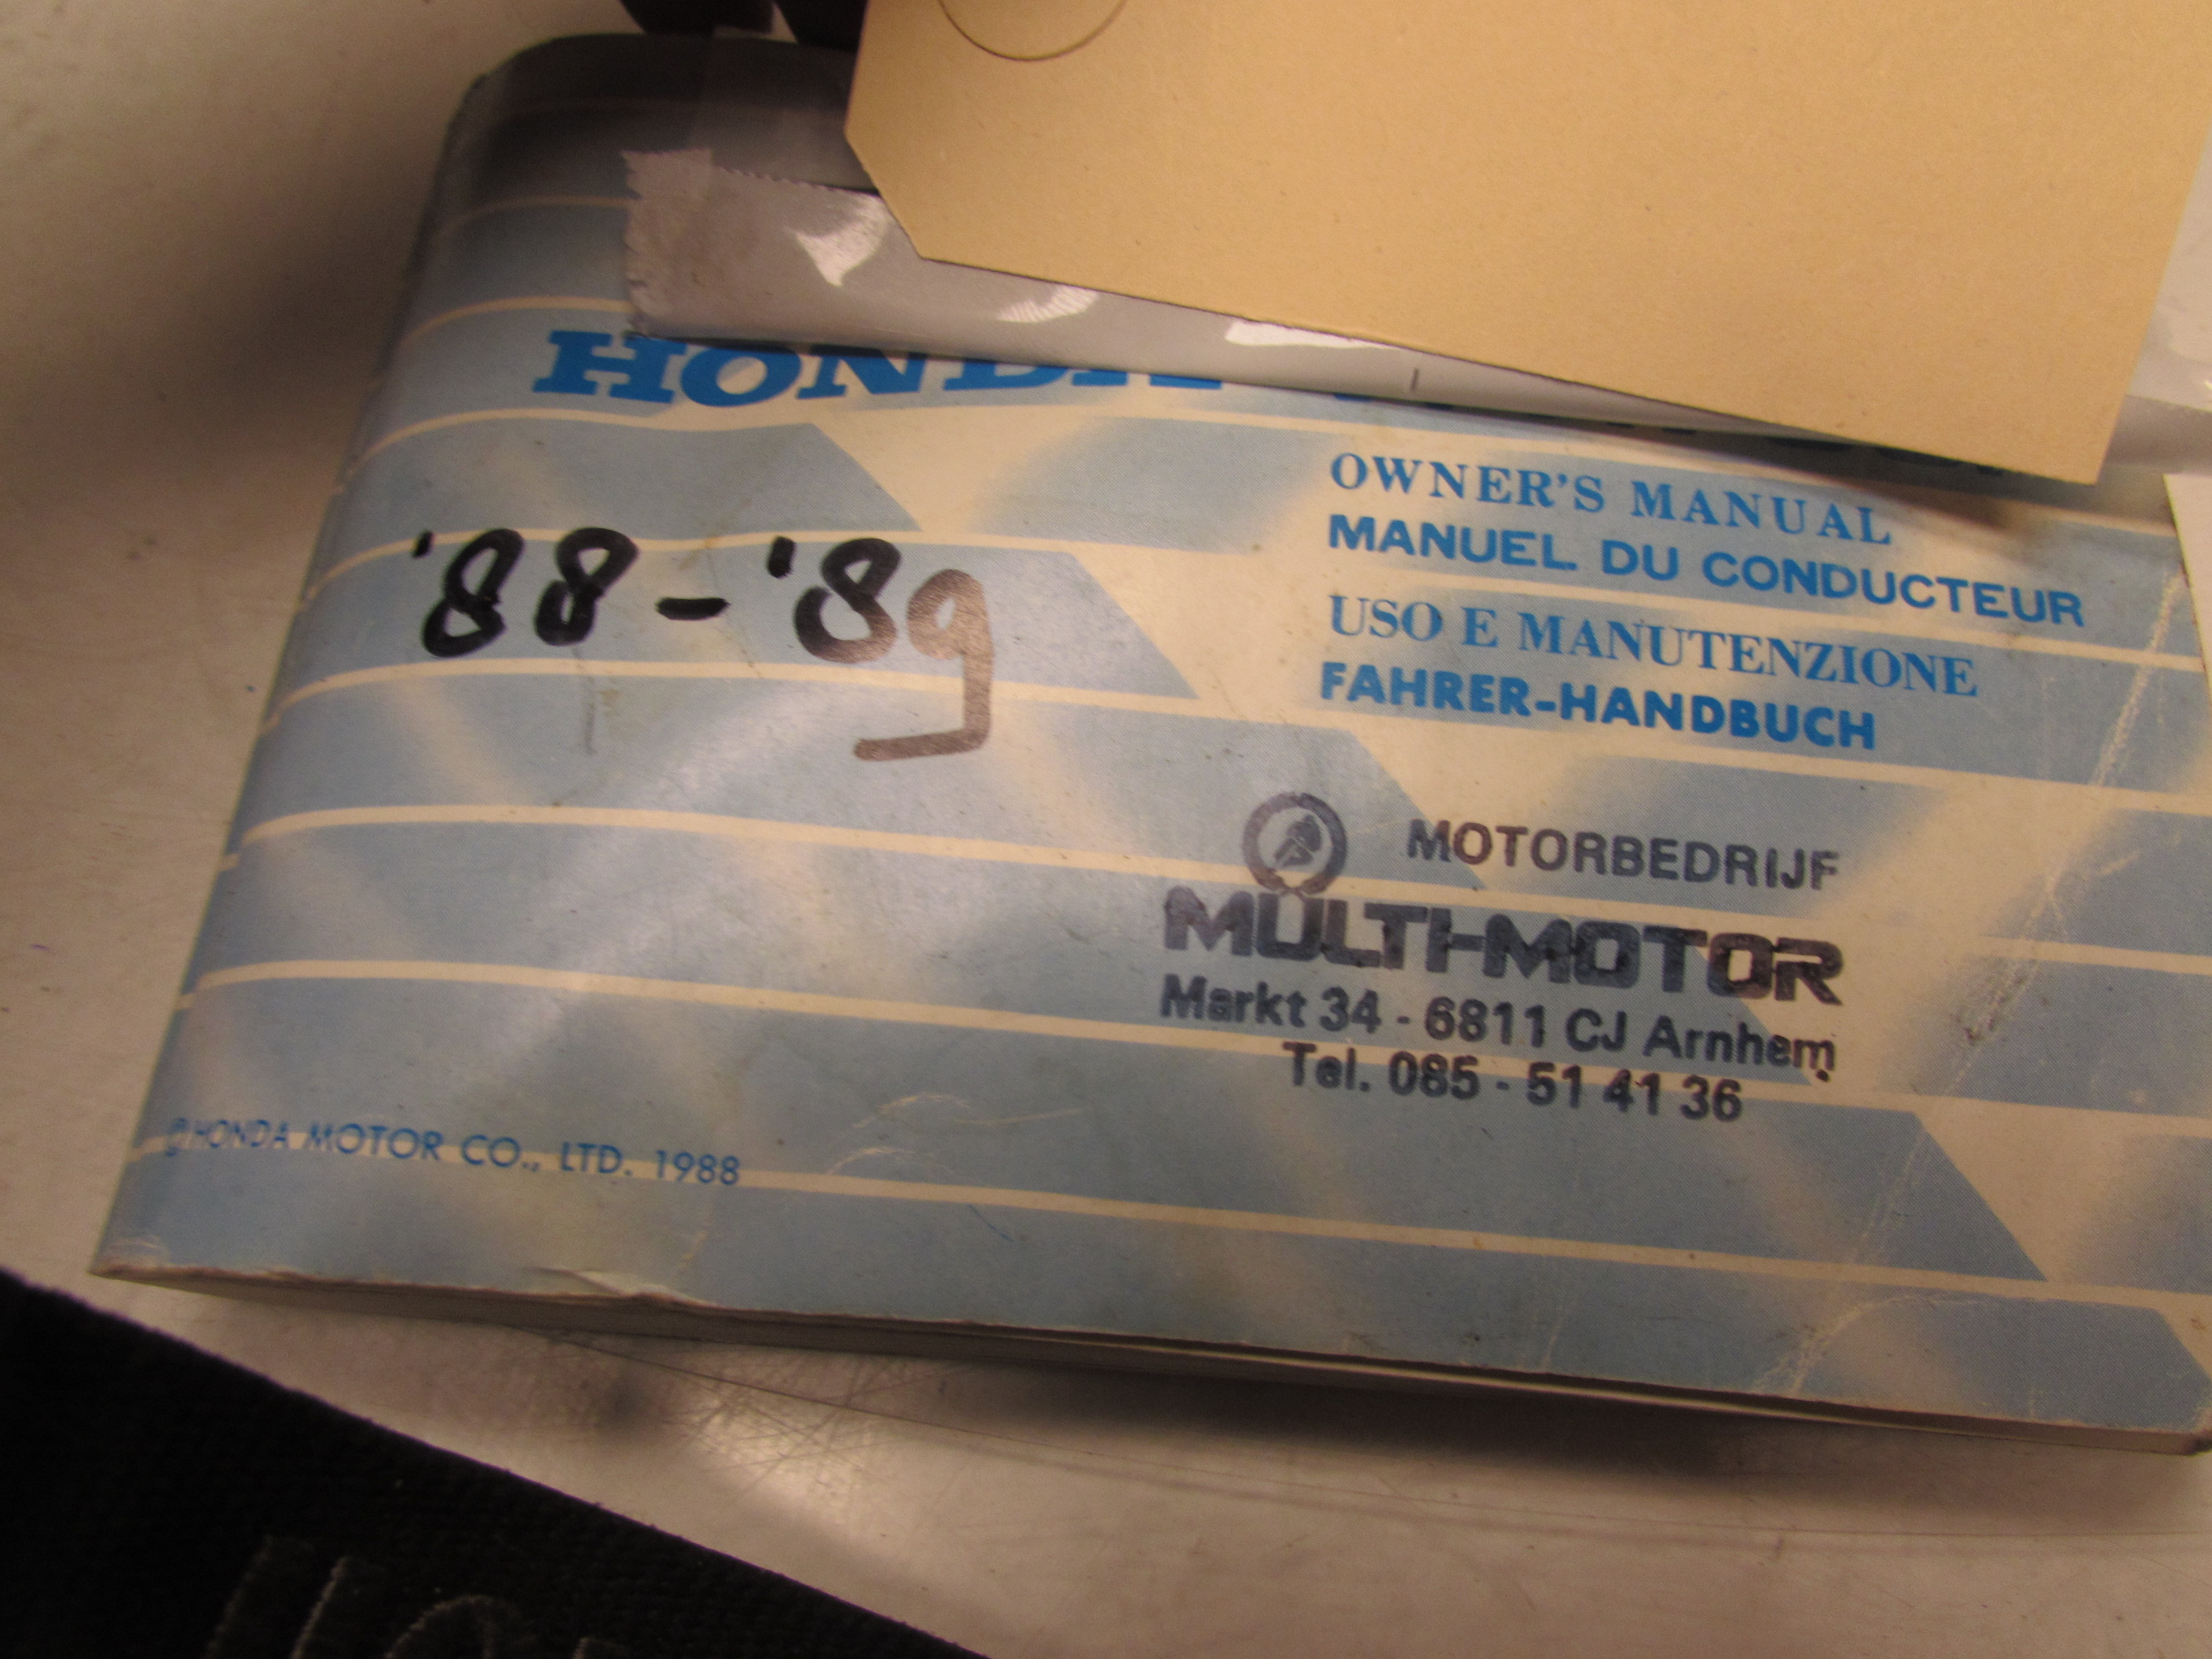 HONDA
OWNER'S MANUAL
MANUEL DU CONDUCTEUR
USO E MANUTENZIONE
FAHRER-HANDBUCH
'88-'89
MOTORBEDRIJF
MULTI-MOTOR
Markt 34 - 6811 CJ Arnhem
Tel. 085 - 51 41 36
©HONDA MOTOR CO., LTD. 1988